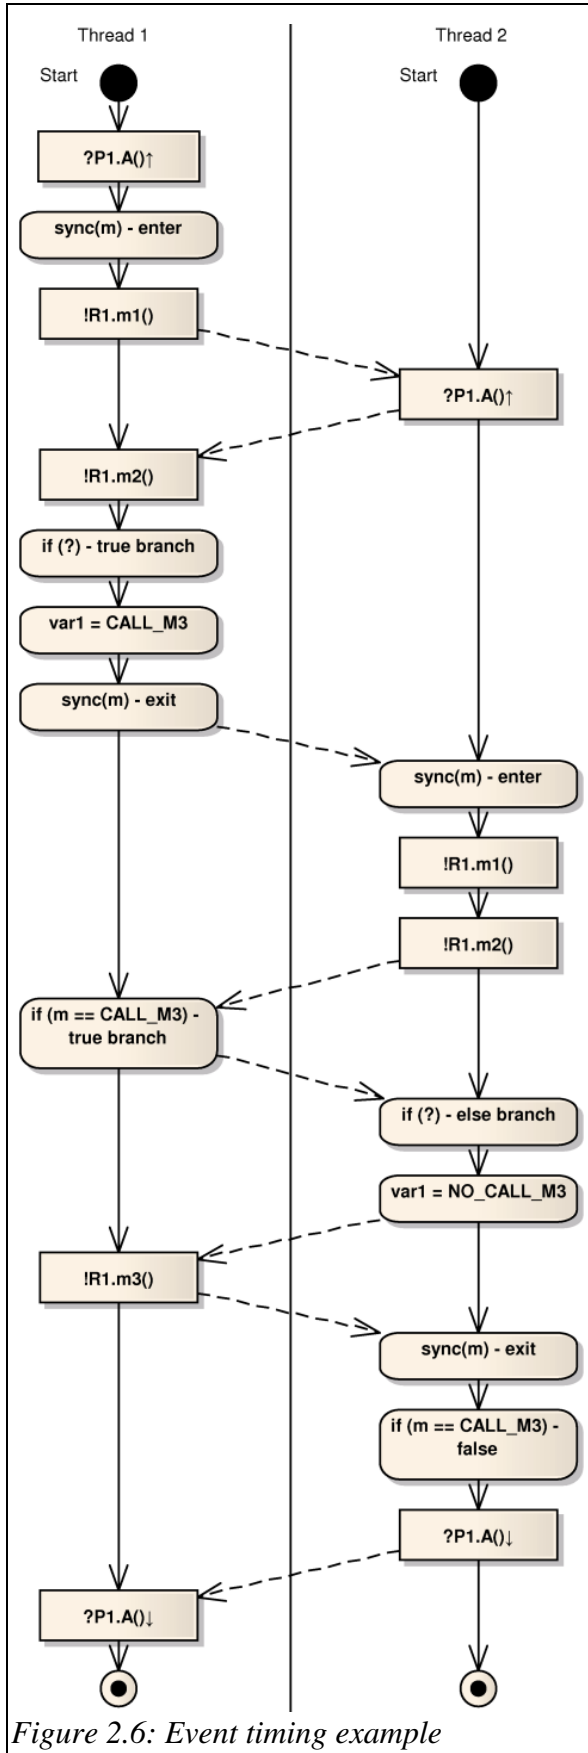 Thread 1
Thread 2
Start
Start
?P1.A()↑
sync(m) - enter
!R1.m1()
?P1.A()↑
!R1.m2()
if (?) - true branch
var1 = CALL_M3
sync(m) - exit
sync(m) - enter
!R1.m1()
!R1.m2()
if (m == CALL_M3) -
true branch
if (?) - else branch
var1 = NO_CALL_M3
!R1.m3()
sync(m) - exit
if (m == CALL_M3) -
false
?P1.A()↓
?P1.A()↓
Figure 2.6: Event timing example